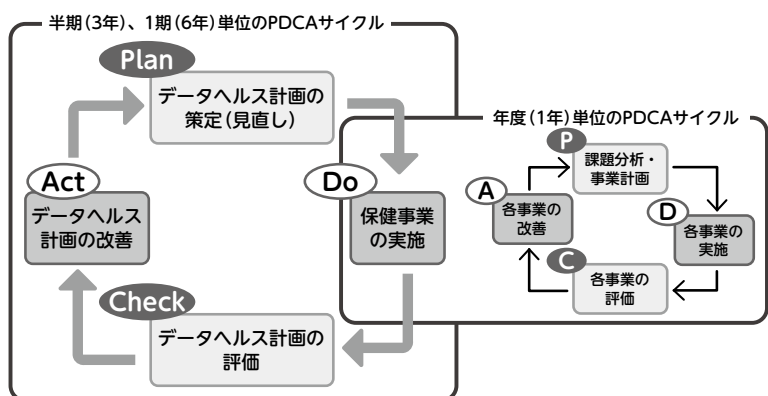 半期(3年)、1期(6年)単位のPDCAサイクル
Plan
データヘルス計画の
策定(見直し)
Act
データヘルス
計画の改善
Do
保健事業
の実施
Check
データヘルス計画の
評価
年度(1年)単位のPDCAサイクル
P
課題分析・
事業計画
A
各事業の
改善
D
各事業の
実施
C
各事業の
評価